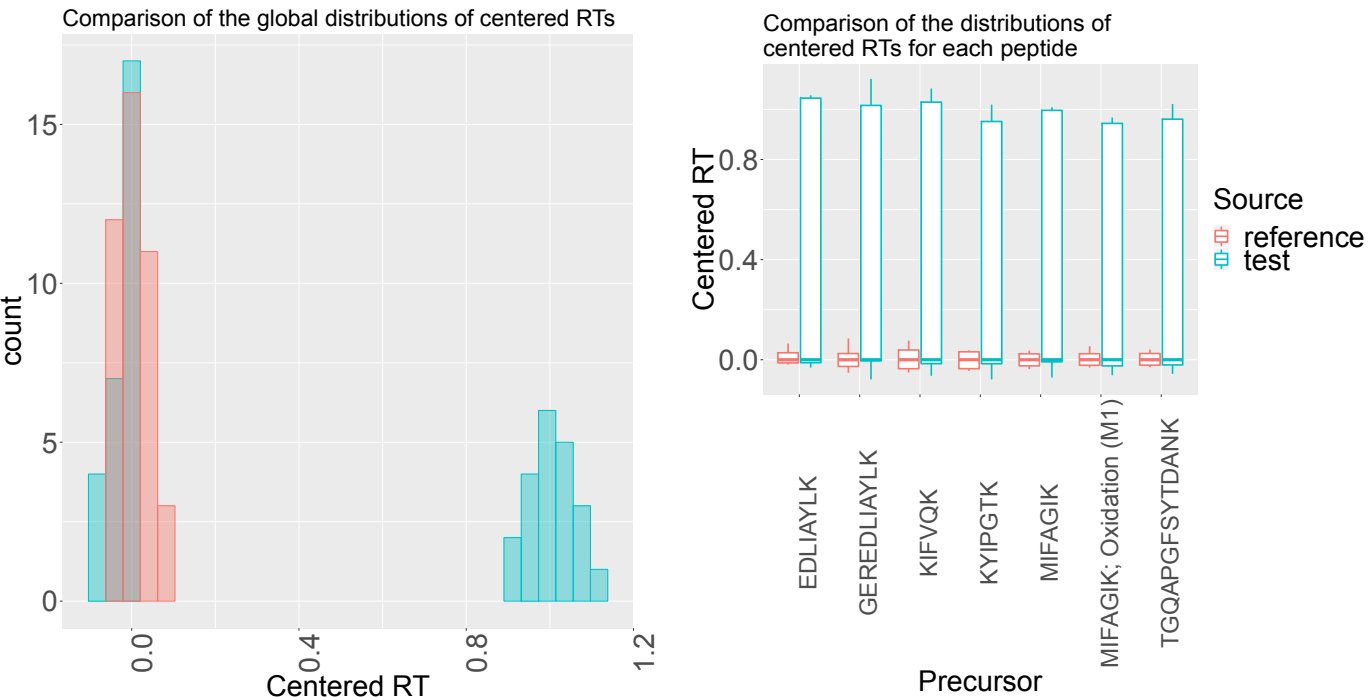 Comparison of the global distributions of centered RTs
count
15
10
5
0
0.0
0.4
0.8
1.2
Centered RT
Comparison of the distributions of
centered RTs for each peptide
Centered RT
0.8
0.4
0.0
EDLIAYLK
GEREDLIAYLK
KIFVQK
KYIPGTK
MIFAGIK
MIFAGIK; Oxidation (M1)
TGQAPGFSYTDANK
Precursor
Source
reference
test